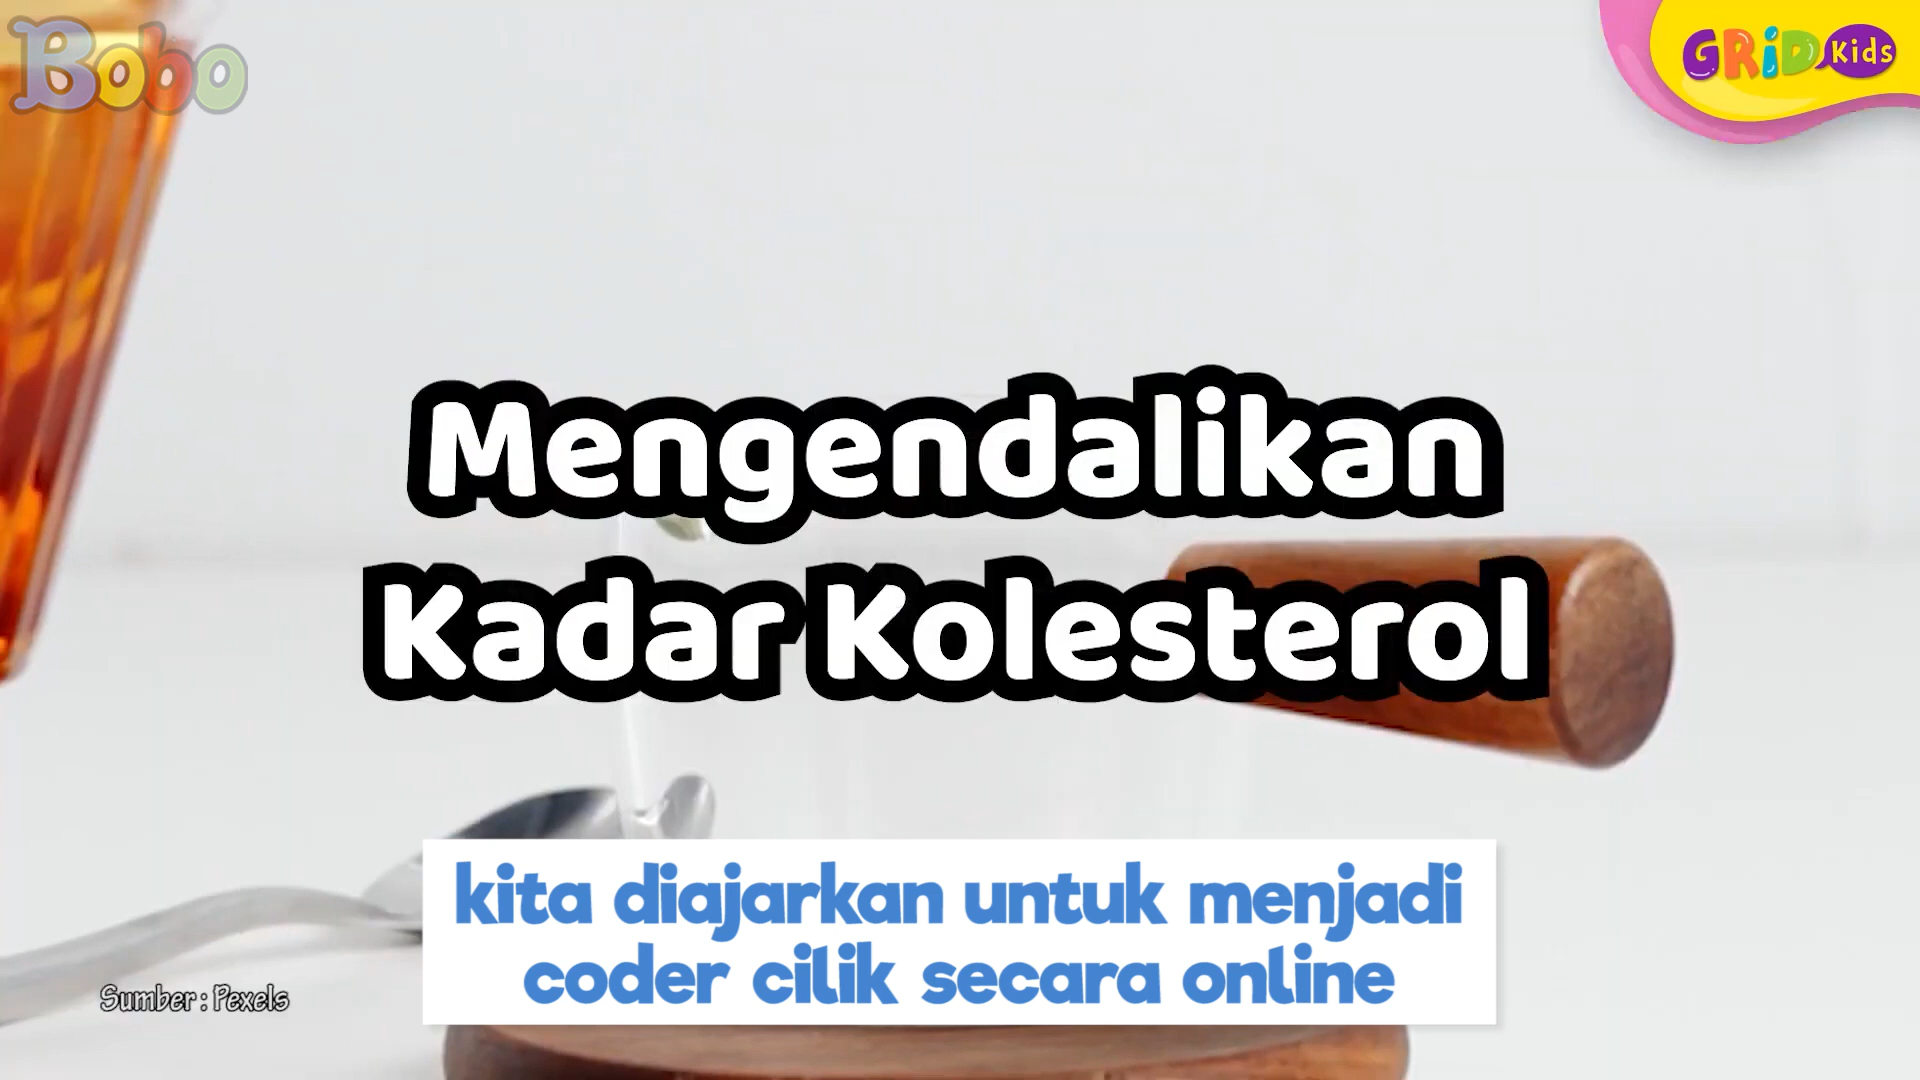 Bobo
GRID Kids
Mengendalikan
Kadar Kolesterol
kita diajarkan untuk menjadi
coder cilik secara online
Sumber : Pexels